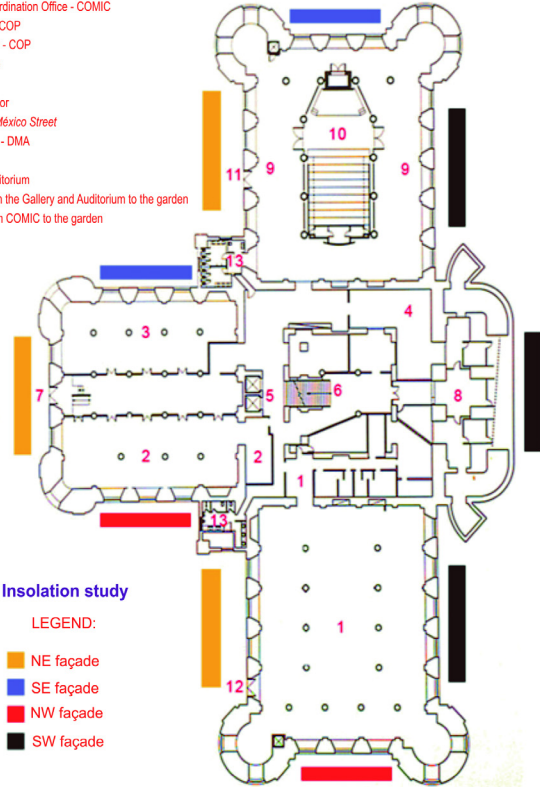 rdination Office - COMIC
COP
- COP
or
México Street
- DMA
itorium
n the Gallery and Auditorium to the garden
n COMIC to the garden
10
9
9
11
13
3
4
7
5
6
8
2
2
1
13
1
12
Insolation study
LEGEND:
NE façade
SE façade
NW façade
SW façade